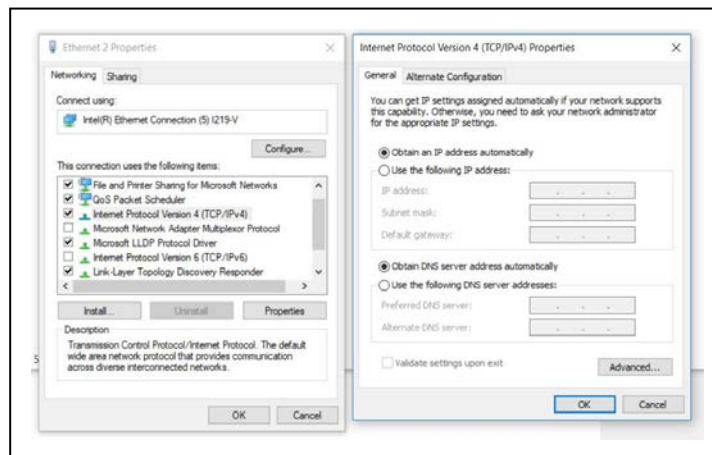 Ethernet 2 Properties
Networking Sharing
Connect using:
Intel(R) Ethernet Connection (5) I219-V
Configure...
This connection uses the following items:
File and Printer Sharing for Microsoft Networks
QoS Packet Scheduler
Internet Protocol Version 4 (TCP/IPv4)
Microsoft Network Adapter Multiplexor Protocol
Microsoft LLDP Protocol Driver
Internet Protocol Version 6 (TCP/IPv6)
Link-Layer Topology Discovery Responder
Install... Uninstall Properties
Description
Transmission Control Protocol/Internet Protocol. The default
wide area network protocol that provides communication
across diverse interconnected networks.
OK Cancel
5
Internet Protocol Version 4 (TCP/IPv4) Properties
General Alternate Configuration
You can get IP settings assigned automatically if your network supports
this capability. Otherwise, you need to ask your network administrator
for the appropriate IP settings.
Obtain an IP address automatically
Use the following IP address:
IP address:
Subnet mask:
Default gateway:
Obtain DNS server address automatically
Use the following DNS server addresses:
Preferred DNS server:
Alternate DNS server:
Validate settings upon exit
Advanced...
OK Cancel